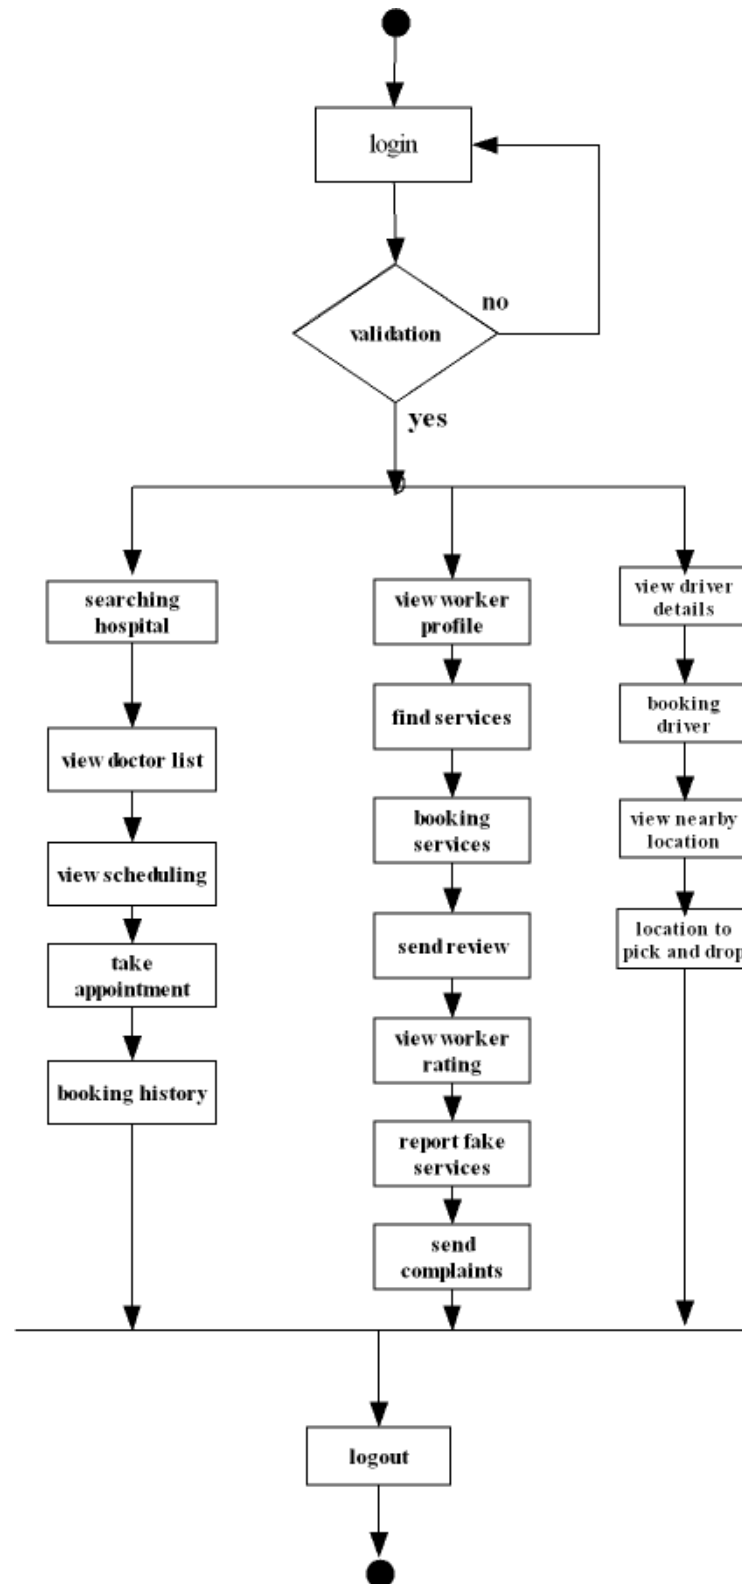 login
no
validation
yes
searching
hospital
view doctor list
view scheduling
take
appointment
booking history
view worker
profile
find services
booking
services
send review
view worker
rating
report fake
services
send
complaints
view driver
details
booking
driver
view nearby
location
location to
pick and drop
logout